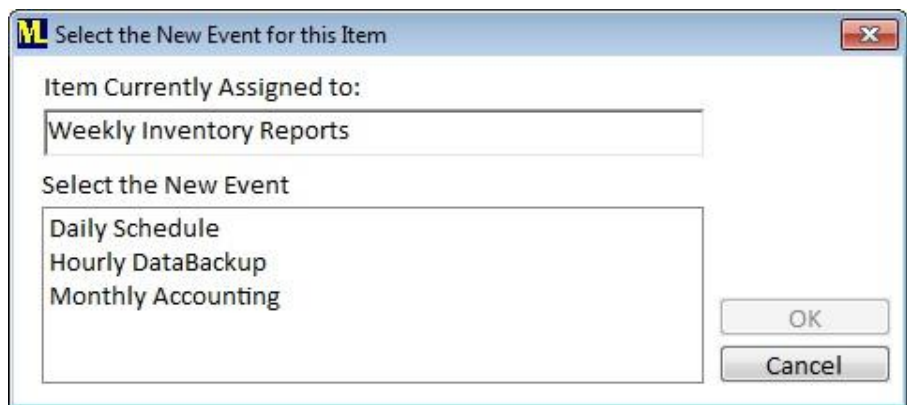 Select the New Event for this Item
Item Currently Assigned to:
Weekly Inventory Reports
Select the New Event
Daily Schedule
Hourly DataBackup
Monthly Accounting
OK
Cancel